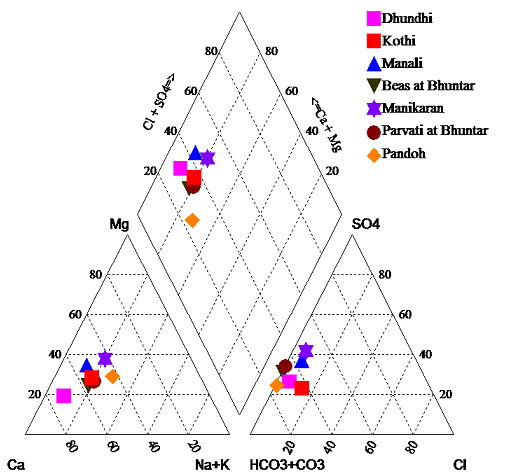 Dhundhi
Kothi
Manali
Beas at Bhuntar
Manikaran
Parvati at Bhuntar
Pandoh
80 80
60 60
40 40
20 20
Cl + SO4=>
<=Ca + Mg
Mg SO4
80 80
60 60
40 40
20 20
80 60 40 20
20 40 60 80
Ca Na+K HCO3+CO3 Cl